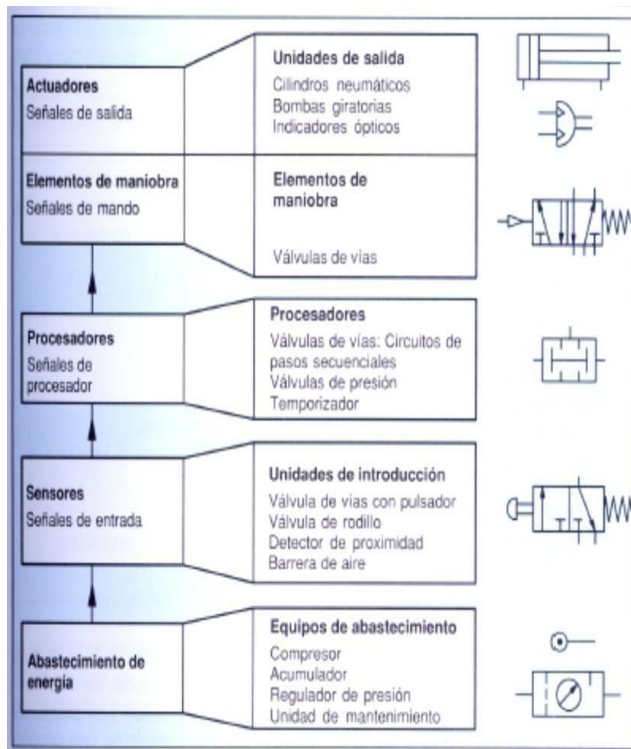 Actuadores
Señales de salida
Unidades de salida
Cilindros neumáticos
Bombas giratorias
Indicadores ópticos
Elementos de maniobra
Señales de mando
Elementos de
maniobra
Válvulas de vías
Procesadores
Señales de
procesador
Procesadores
Válvulas de vías: Circuitos de
pasos secuenciales
Válvulas de presión
Temporizador
Sensores
Señales de entrada
Unidades de introducción
Válvula de vías con pulsador
Válvula de rodillo
Detector de proximidad
Barrera de aire
Abastecimiento de
energía
Equipos de abastecimiento
Compresor
Acumulador
Regulador de presión
Unidad de mantenimiento